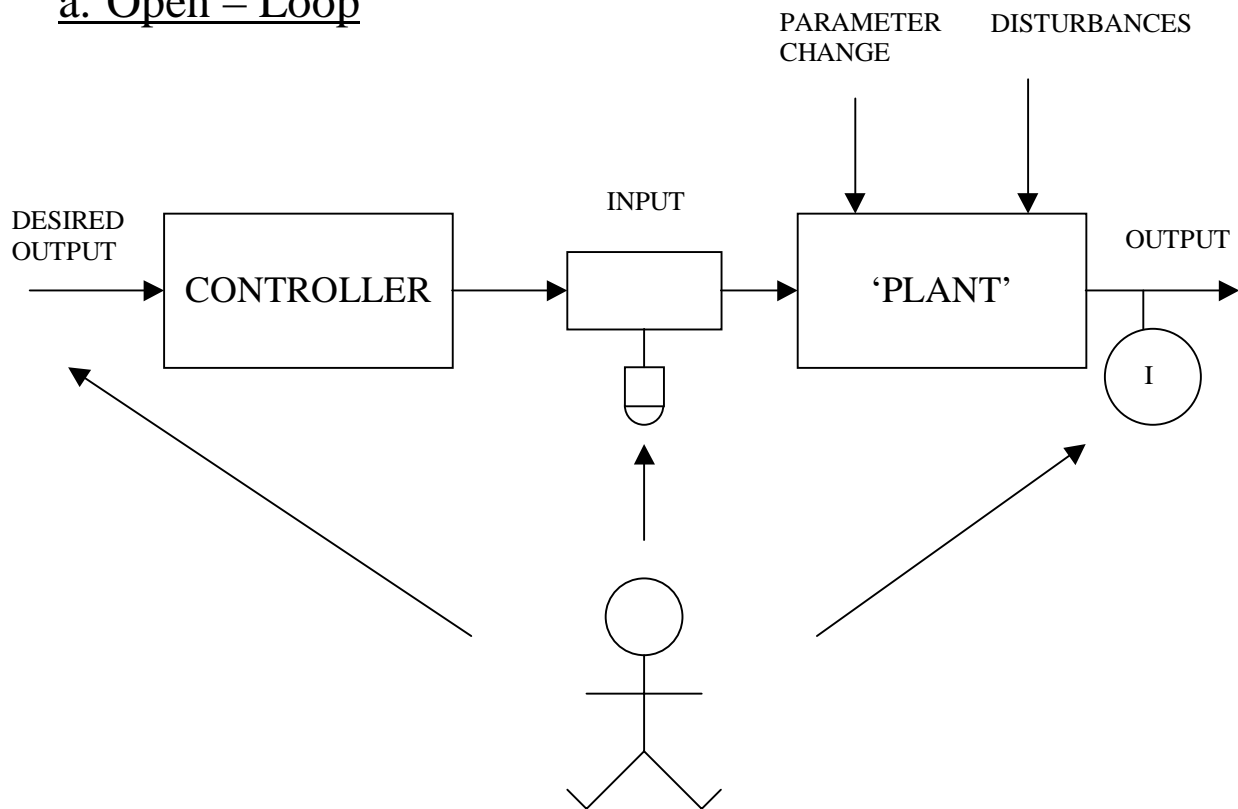 a. Open – Loop
PARAMETER
CHANGE
DISTURBANCES
INPUT
DESIRED
OUTPUT
OUTPUT
CONTROLLER
‘PLANT’
I